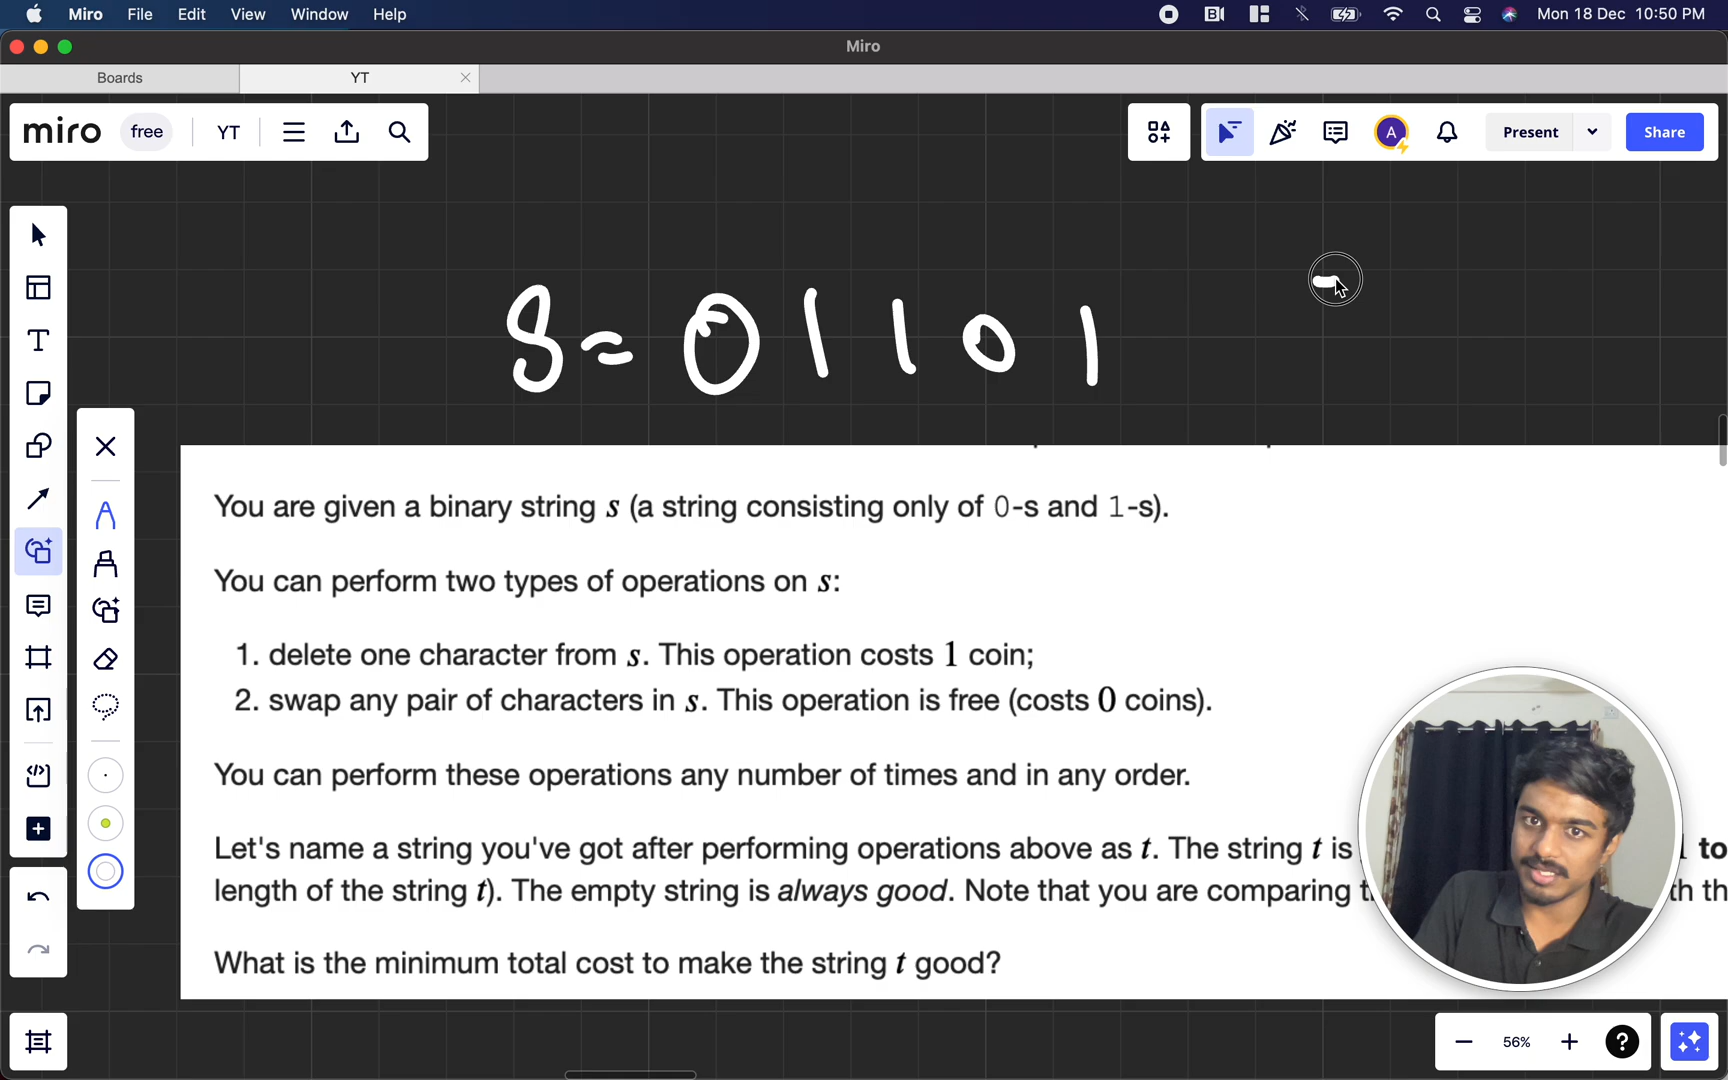 Miro File Edit View Window Help Mon 18 Dec 10:50 PM
Miro
Boards YT
miro free YT
A Present Share
S = 01101
You are given a binary string s (a string consisting only of 0-s and 1-s).
You can perform two types of operations on s:
1. delete one character from s. This operation costs 1 coin;
2. swap any pair of characters in s. This operation is free (costs 0 coins).
You can perform these operations any number of times and in any order.
Let's name a string you've got after performing operations above as t. The string t is to
length of the string t). The empty string is always good. Note that you are comparing th
What is the minimum total cost to make the string t good?
56% ?